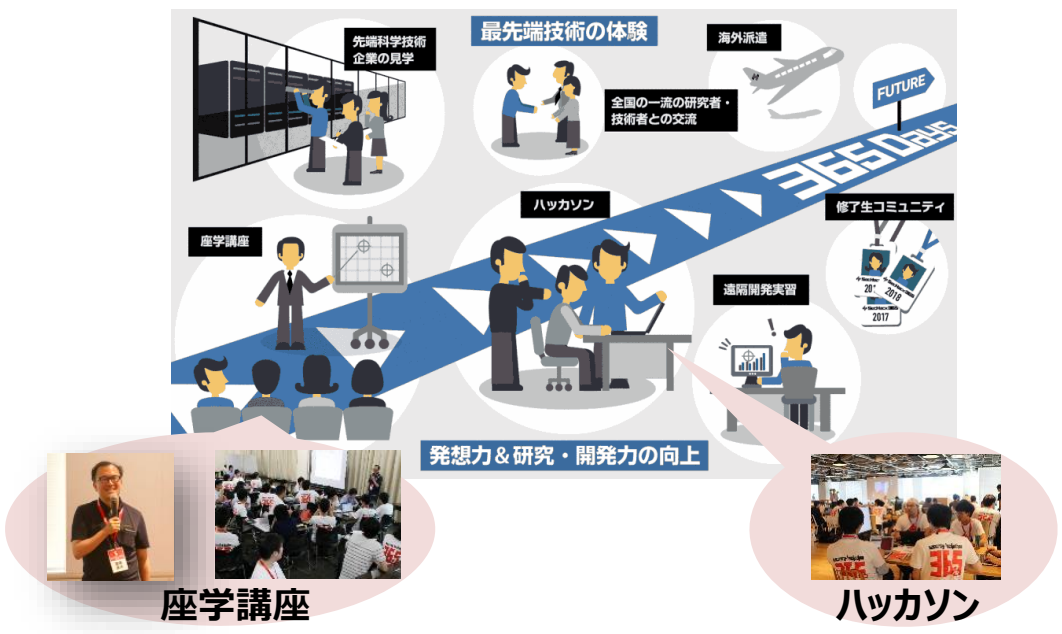 最先端技術の体験
先端科学技術
企業の見学
海外派遣
全国の一流の研究者・
技術者との交流
FUTURE
365Days
ハッカソン
修了生コミュニティ
座学講座
遠隔開発実習
2018
2017
発想力＆研究・開発力の向上
365
365
座学講座
ハッカソン